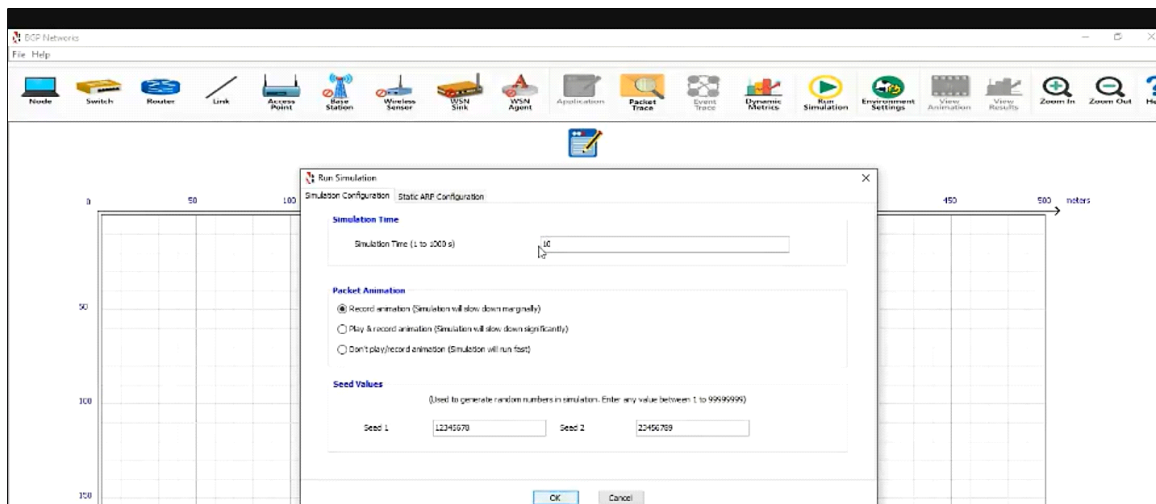 BGP Networks
File Help
Node Switch Router Link Access Point Base Station Wireless Sensor WSN Sink WSN Agent Application Packet Trace Event Trace Dynamic Metrics Run Simulation Environment Settings View Animation View Results Zoom In Zoom Out
Run Simulation
Simulation Configuration Static ARP Configuration
0 50 100 450 500 meters
Simulation Time
Simulation Time (1 to 1000 s) 10
Packet Animation
50
Record animation (Simulation will slow down marginally)
Play & record animation (Simulation will slow down significantly)
Don't play/record animation (Simulation will run fast)
Seed Values
100
(Used to generate random numbers in simulation. Enter any value between 1 to 99999999)
Seed 1 12345678 Seed 2 23456789
150
OK Cancel